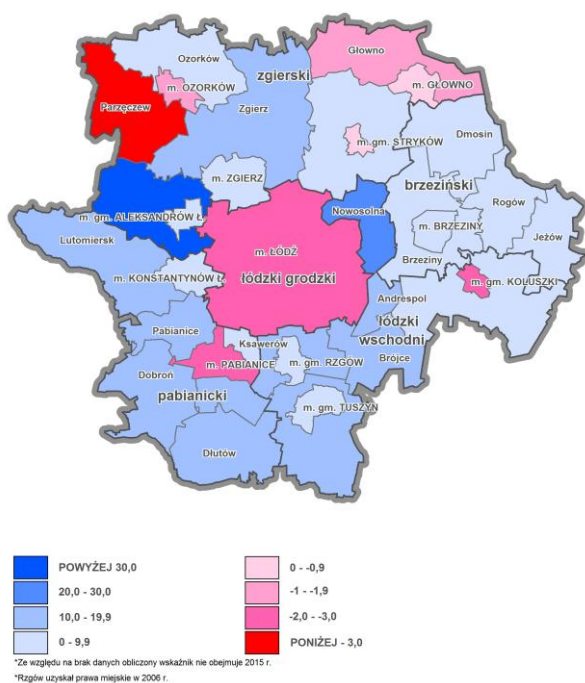 Ozorków
Głowno
zgierski
m. OZORKÓW
m. GŁOWNO
Parzęczew
Zgierz
Dmosin
m. gm. STRYKÓW
m. ZGIERZ
brzeziński
Rogów
m. gm. ALEKSANDRÓW Ł.
Nowosolna
m. BRZEZINY
Lutomiersk
Jeżów
m. ŁÓDŹ
Brzeziny
łódzki grodzki
m. KONSTANTYNÓW Ł.
m. gm. KOLUSZKI
Andrespol
łódzki
Pabianice
wschodni
Ksawerów
m. PABIANICE
m. gm. RZGÓW
Brójce
Dobroń
pabianicki
m. gm. TUSZYN
Dłutów
POWYŻEJ 30,0
20,0 - 30,0
10,0 - 19,9
0 - 9,9
0 - -0,9
-1 - -1,9
-2,0 - -3,0
PONIŻEJ - 3,0
*Ze względu na brak danych obliczony wskaźnik nie obejmuje 2015 r.
*Rzgów uzyskał prawa miejskie w 2006 r.